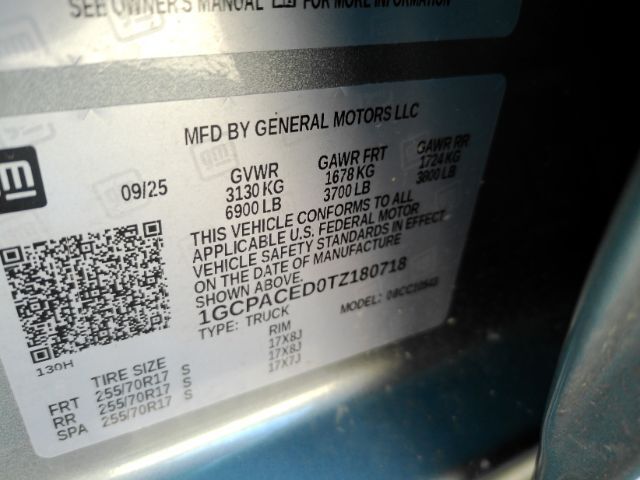 SEE OWNER'S MANUAL FOR MORE INFORMATION
gm
MFD BY GENERAL MOTORS LLC
09/25
GVWR
3130 KG
6900 LB
GAWR FRT
1678 KG
3700 LB
GAWR RR
1724 KG
3800 LB
THIS VEHICLE CONFORMS TO ALL
APPLICABLE U.S. FEDERAL MOTOR
VEHICLE SAFETY STANDARDS IN EFFECT
ON THE DATE OF MANUFACTURE
SHOWN ABOVE.
1GCPACED0TZ180718
TYPE: TRUCK
MODEL:
130H
TIRE SIZE RIM
FRT 255/70R17 S 17X8J
RR 255/70R17 S 17X8J
SPA 255/70R17 S 17X7J